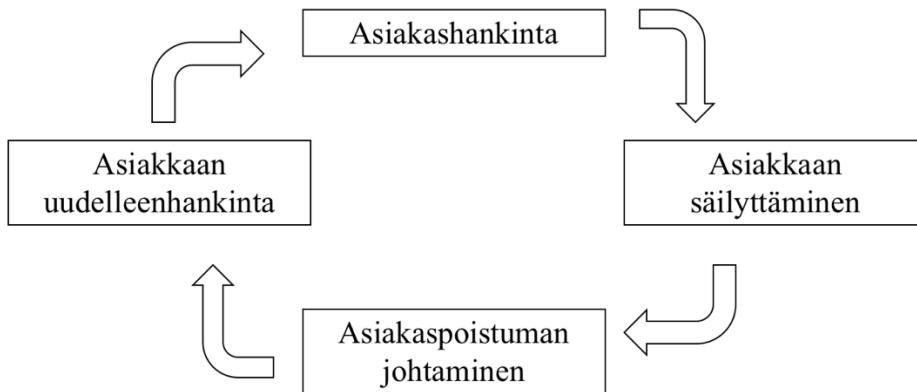 Asiakashankinta
Asiakkaan
säilyttäminen
Asiakaspoistuman
johtaminen
Asiakkaan
uudelleenhankinta